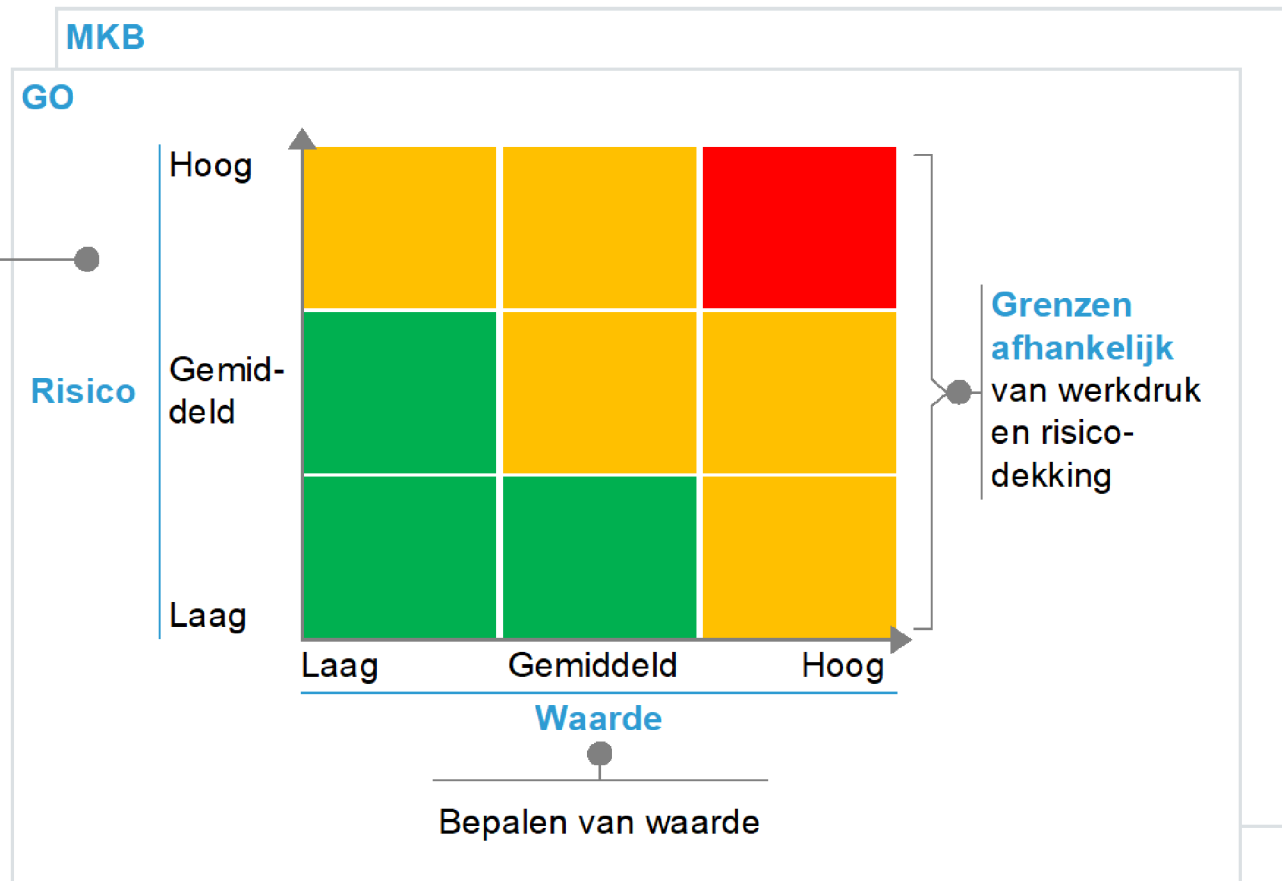 MKB
GO
Hoog
Gemid-
deld
Laag
Risico
Laag Gemiddeld Hoog
Waarde
Bepalen van waarde
Grenzen
afhankelijk
van werkdruk
en risico-
dekking